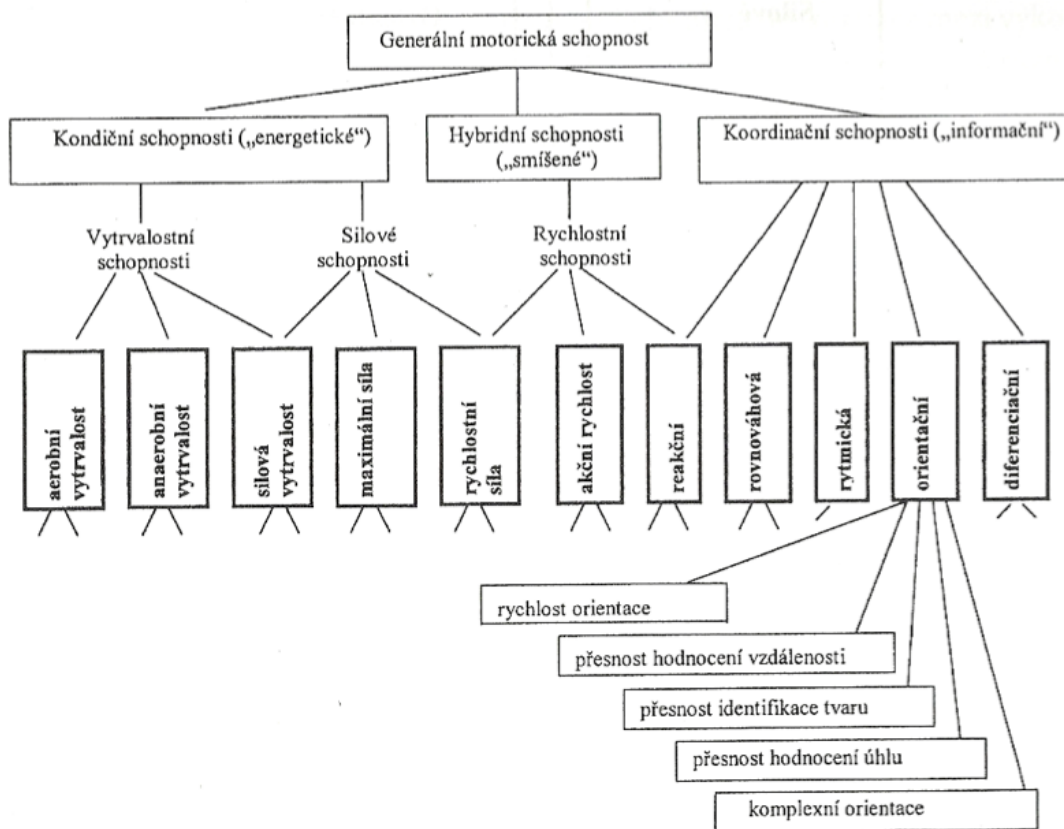 Generální motorická schopnost
Kondiční schopnosti („energetické“)
Hybridní schopnosti
(„smíšené“)
Koordinační schopnosti („informační“)
Vytrvalostní
schopnosti
Silové
schopnosti
Rychlostní
schopnosti
aerobní
vytrvalost
anaerobní
vytrvalost
silová
vytrvalost
maximální síla
rychlostní
síla
akční rychlost
reakční
rovnováhová
rytmická
orientační
diferenciační
rychlost orientace
přesnost hodnocení vzdálenosti
přesnost identifikace tvaru
přesnost hodnocení úhlu
komplexní orientace